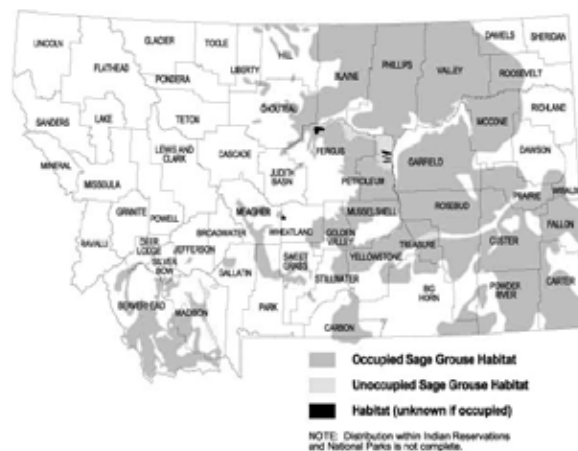 LINCOLN
GLACIER
TOOLE
LIBERTY
HILL
BLAINE
PHILLIPS
VALLEY
DANIELS
SHERIDAN
FLATHEAD
PONDERA
ROOSEVELT
CHOUTEAU
SANDERS
LAKE
TETON
RICHLAND
MCCONE
MINERAL
LEWIS AND
CLARK
CASCADE
FERGUS
GARFIELD
DAWSON
JUDITH
BASIN
PETROLEUM
MISSOULA
PRAIRIE
WIBAUX
GRANITE
POWELL
MEAGHER
WHEATLAND
MUSSELSHELL
ROSEBUD
FALLON
RAVALLI
BROADWATER
GOLDEN
VALLEY
TREASURE
CUSTER
DEER
LODGE
JEFFERSON
SWEET
GRASS
YELLOWSTONE
SILVER
BOW
GALLATIN
STILLWATER
BIG
HORN
POWDER
RIVER
CARTER
BEAVERHEAD
MADISON
PARK
CARBON
Occupied Sage Grouse Habitat
Unoccupied Sage Grouse Habitat
Habitat (unknown if occupied)
NOTE: Distribution within Indian Reservations
and National Parks is not complete.